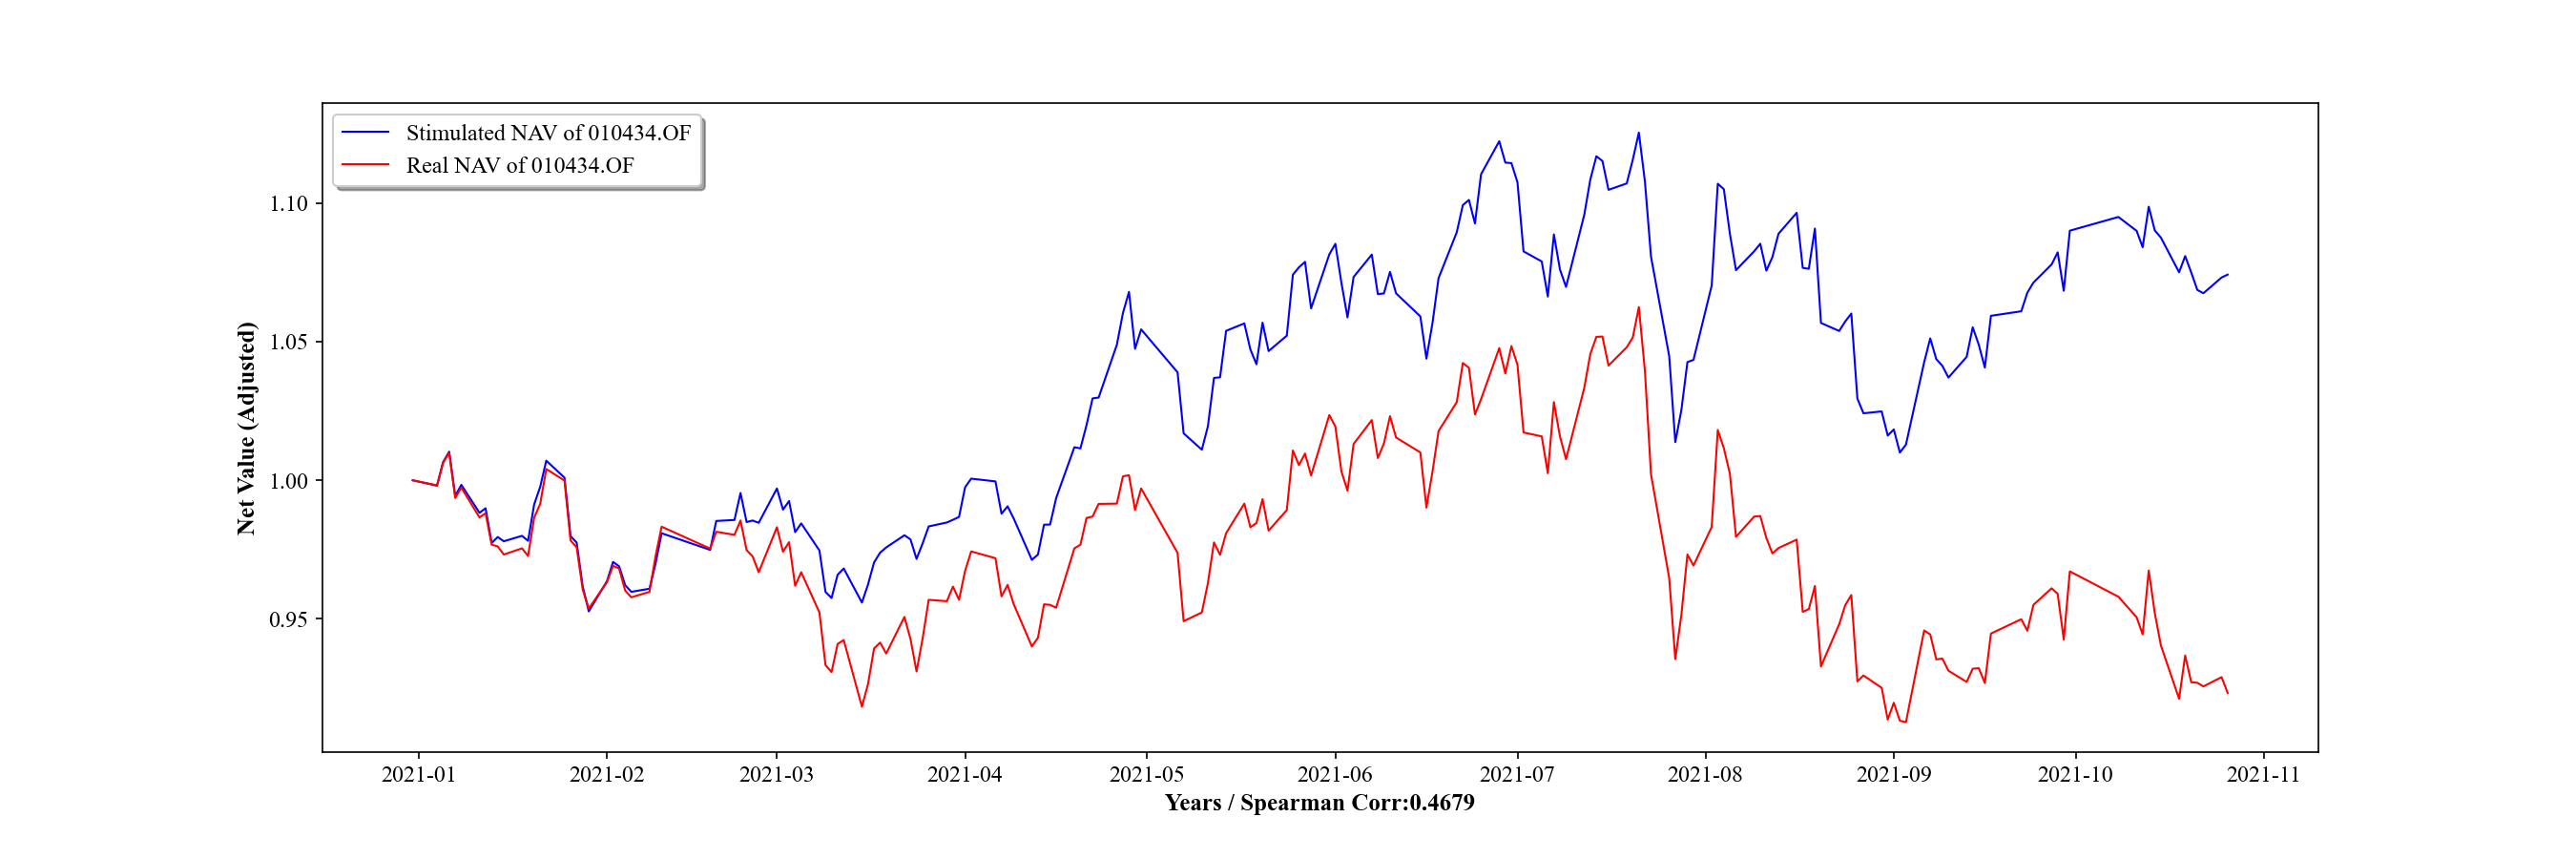 Stimulated NAV of 010434.OF
Real NAV of 010434.OF
Net Value (Adjusted)
1.10
1.05
1.00
0.95
2021-01 2021-02 2021-03 2021-04 2021-05 2021-06 2021-07 2021-08 2021-09 2021-10 2021-11
Years / Spearman Corr:0.4679